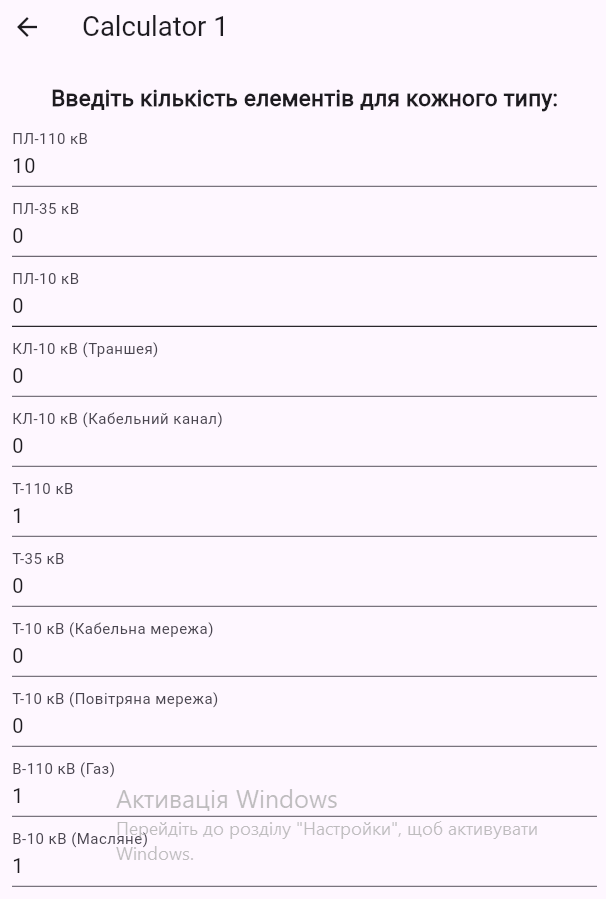 Calculator 1
Введіть кількість елементів для кожного типу:
ПЛ-110 кВ
10
ПЛ-35 кВ
0
ПЛ-10 кВ
0
КЛ-10 кВ (Траншея)
0
КЛ-10 кВ (Кабельний канал)
0
Т-110 кВ
1
Т-35 кВ
0
Т-10 кВ (Кабельна мережа)
0
Т-10 кВ (Повітряна мережа)
0
В-110 кВ (Газ)
1
Активація Windows
Перейдіть до розділу "Настройки", щоб активувати
Windows.
В-10 кВ (Масляне)
1